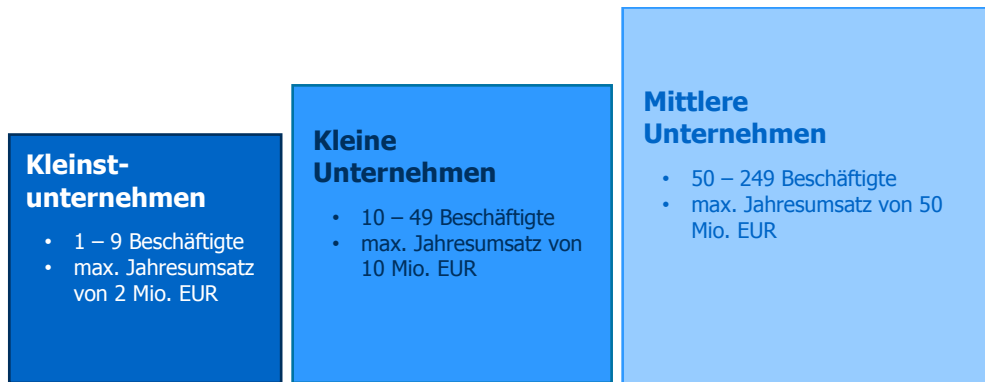 Kleinst-
unternehmen
• 1 – 9 Beschäftigte
• max. Jahresumsatz
von 2 Mio. EUR
Kleine
Unternehmen
• 10 – 49 Beschäftigte
• max. Jahresumsatz von
10 Mio. EUR
Mittlere
Unternehmen
• 50 – 249 Beschäftigte
• max. Jahresumsatz von 50
Mio. EUR